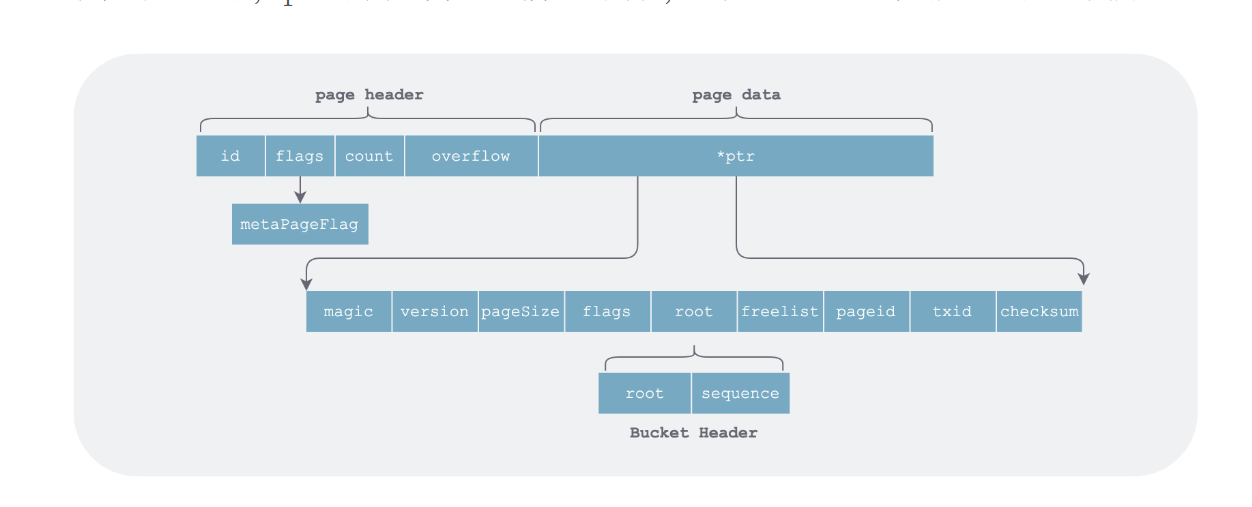 page header page data
id flags count overflow *ptr
metaPageFlag
magic version pageSize flags root freelist pageid txid checksum
root sequence
Bucket Header